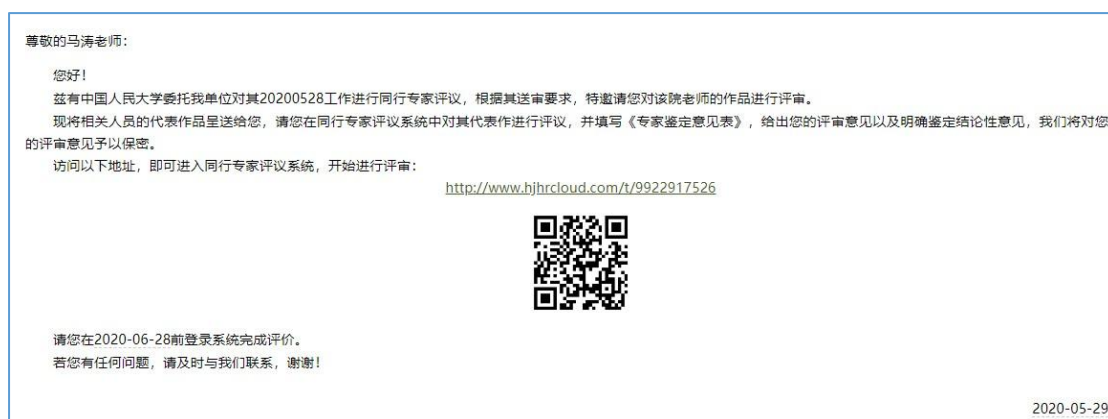 尊敬的马涛老师：
您好！
兹有中国人民大学委托我单位对其20200528工作进行同行专家评议，根据其送审要求，特邀请您对该院老师的作品进行评审。
现将相关人员的代表作品呈送给您，请您在同行专家评议系统中对其代表作进行评议，并填写《专家鉴定意见表》，给出您的评审意见以及明确鉴定结论性意见，我们将对您
的评审意见予以保密。
访问以下地址，即可进入同行专家评议系统，开始进行评审：
http://www.hjhrcloud.com/t/9922917526
请您在2020-06-28前登录系统完成评价。
若您有任何问题，请及时与我们联系，谢谢！
2020-05-29